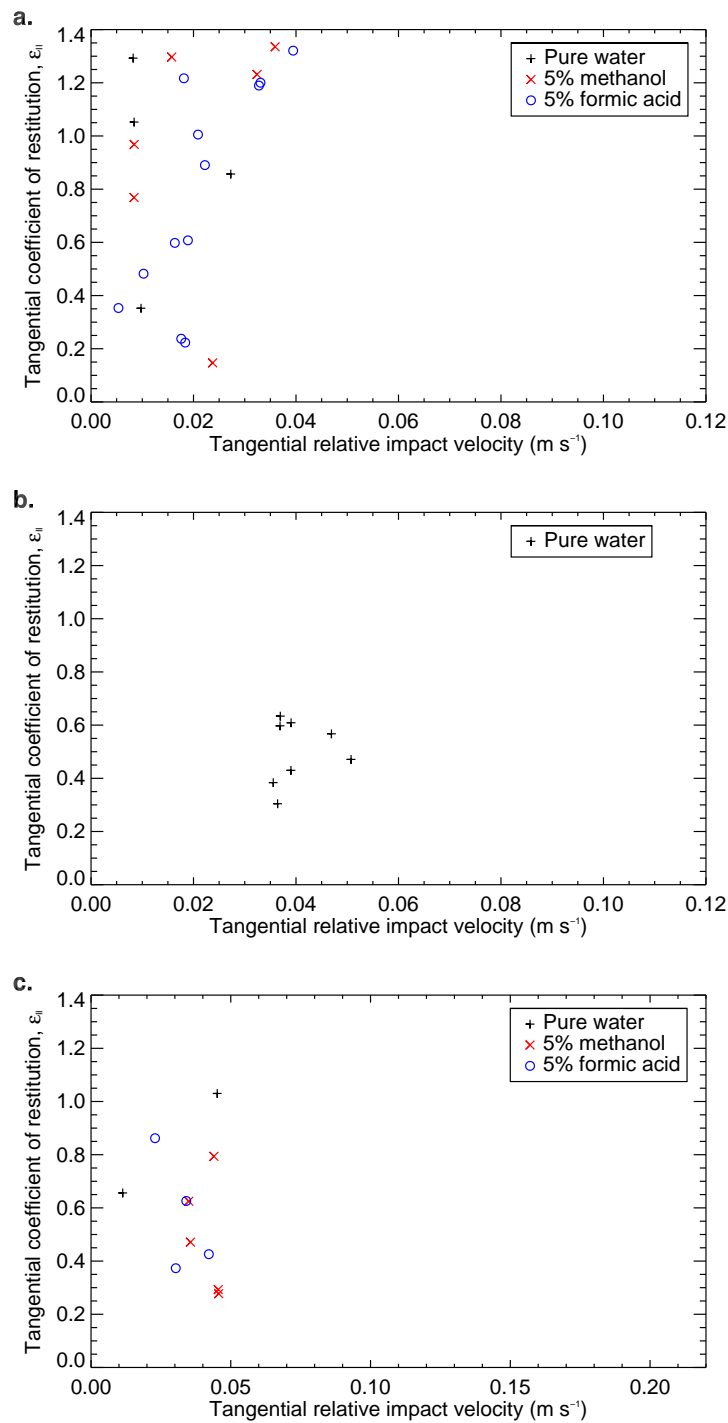 a.
Tangential coefficient of restitution, ε||
1.4
1.2
1.0
0.8
0.6
0.4
0.2
0.0
Pure water
5% methanol
5% formic acid
0.00 0.02 0.04 0.06 0.08 0.10 0.12
Tangential relative impact velocity (m s⁻¹)
b.
Tangential coefficient of restitution, ε||
1.4
1.2
1.0
0.8
0.6
0.4
0.2
0.0
Pure water
0.00 0.02 0.04 0.06 0.08 0.10 0.12
Tangential relative impact velocity (m s⁻¹)
c.
Tangential coefficient of restitution, ε||
1.4
1.2
1.0
0.8
0.6
0.4
0.2
0.0
Pure water
5% methanol
5% formic acid
0.00 0.05 0.10 0.15 0.20
Tangential relative impact velocity (m s⁻¹)